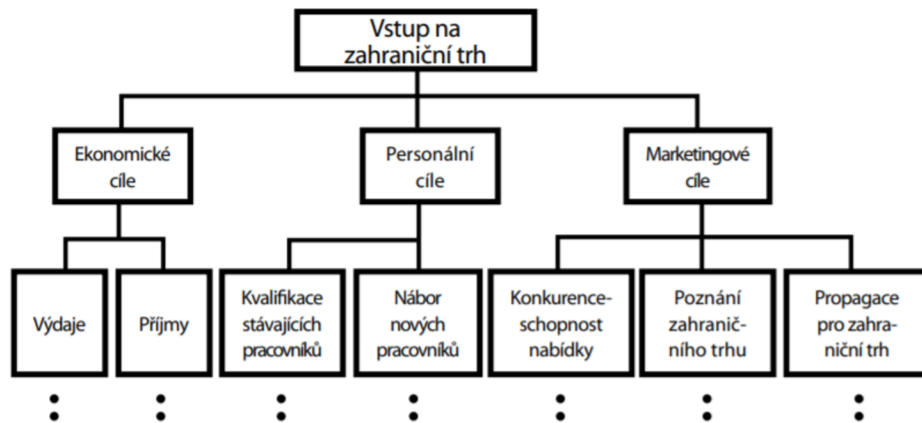 Vstup na
zahraniční trh
Ekonomické
cíle
Personální
cíle
Marketingové
cíle
Výdaje
Příjmy
Kvalifikace
stávajících
pracovníků
Nábor
nových
pracovníků
Konkurence-
schopnost
nabídky
Poznání
zahranič-
ního trhu
Propagace
pro zahra-
niční trh